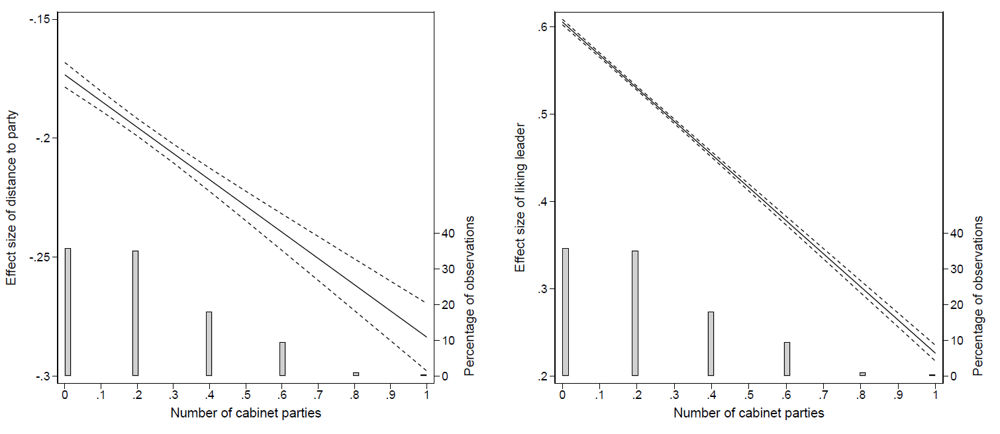 Effect size of distance to party
-.15
-.2
-.25
-.3
0 .1 .2 .3 .4 .5 .6 .7 .8 .9 1
Number of cabinet parties
40
30
20
10
0
Percentage of observations
Effect size of liking leader
.6
.5
.4
.3
.2
0 .1 .2 .3 .4 .5 .6 .7 .8 .9 1
Number of cabinet parties
40
30
20
10
0
Percentage of observations